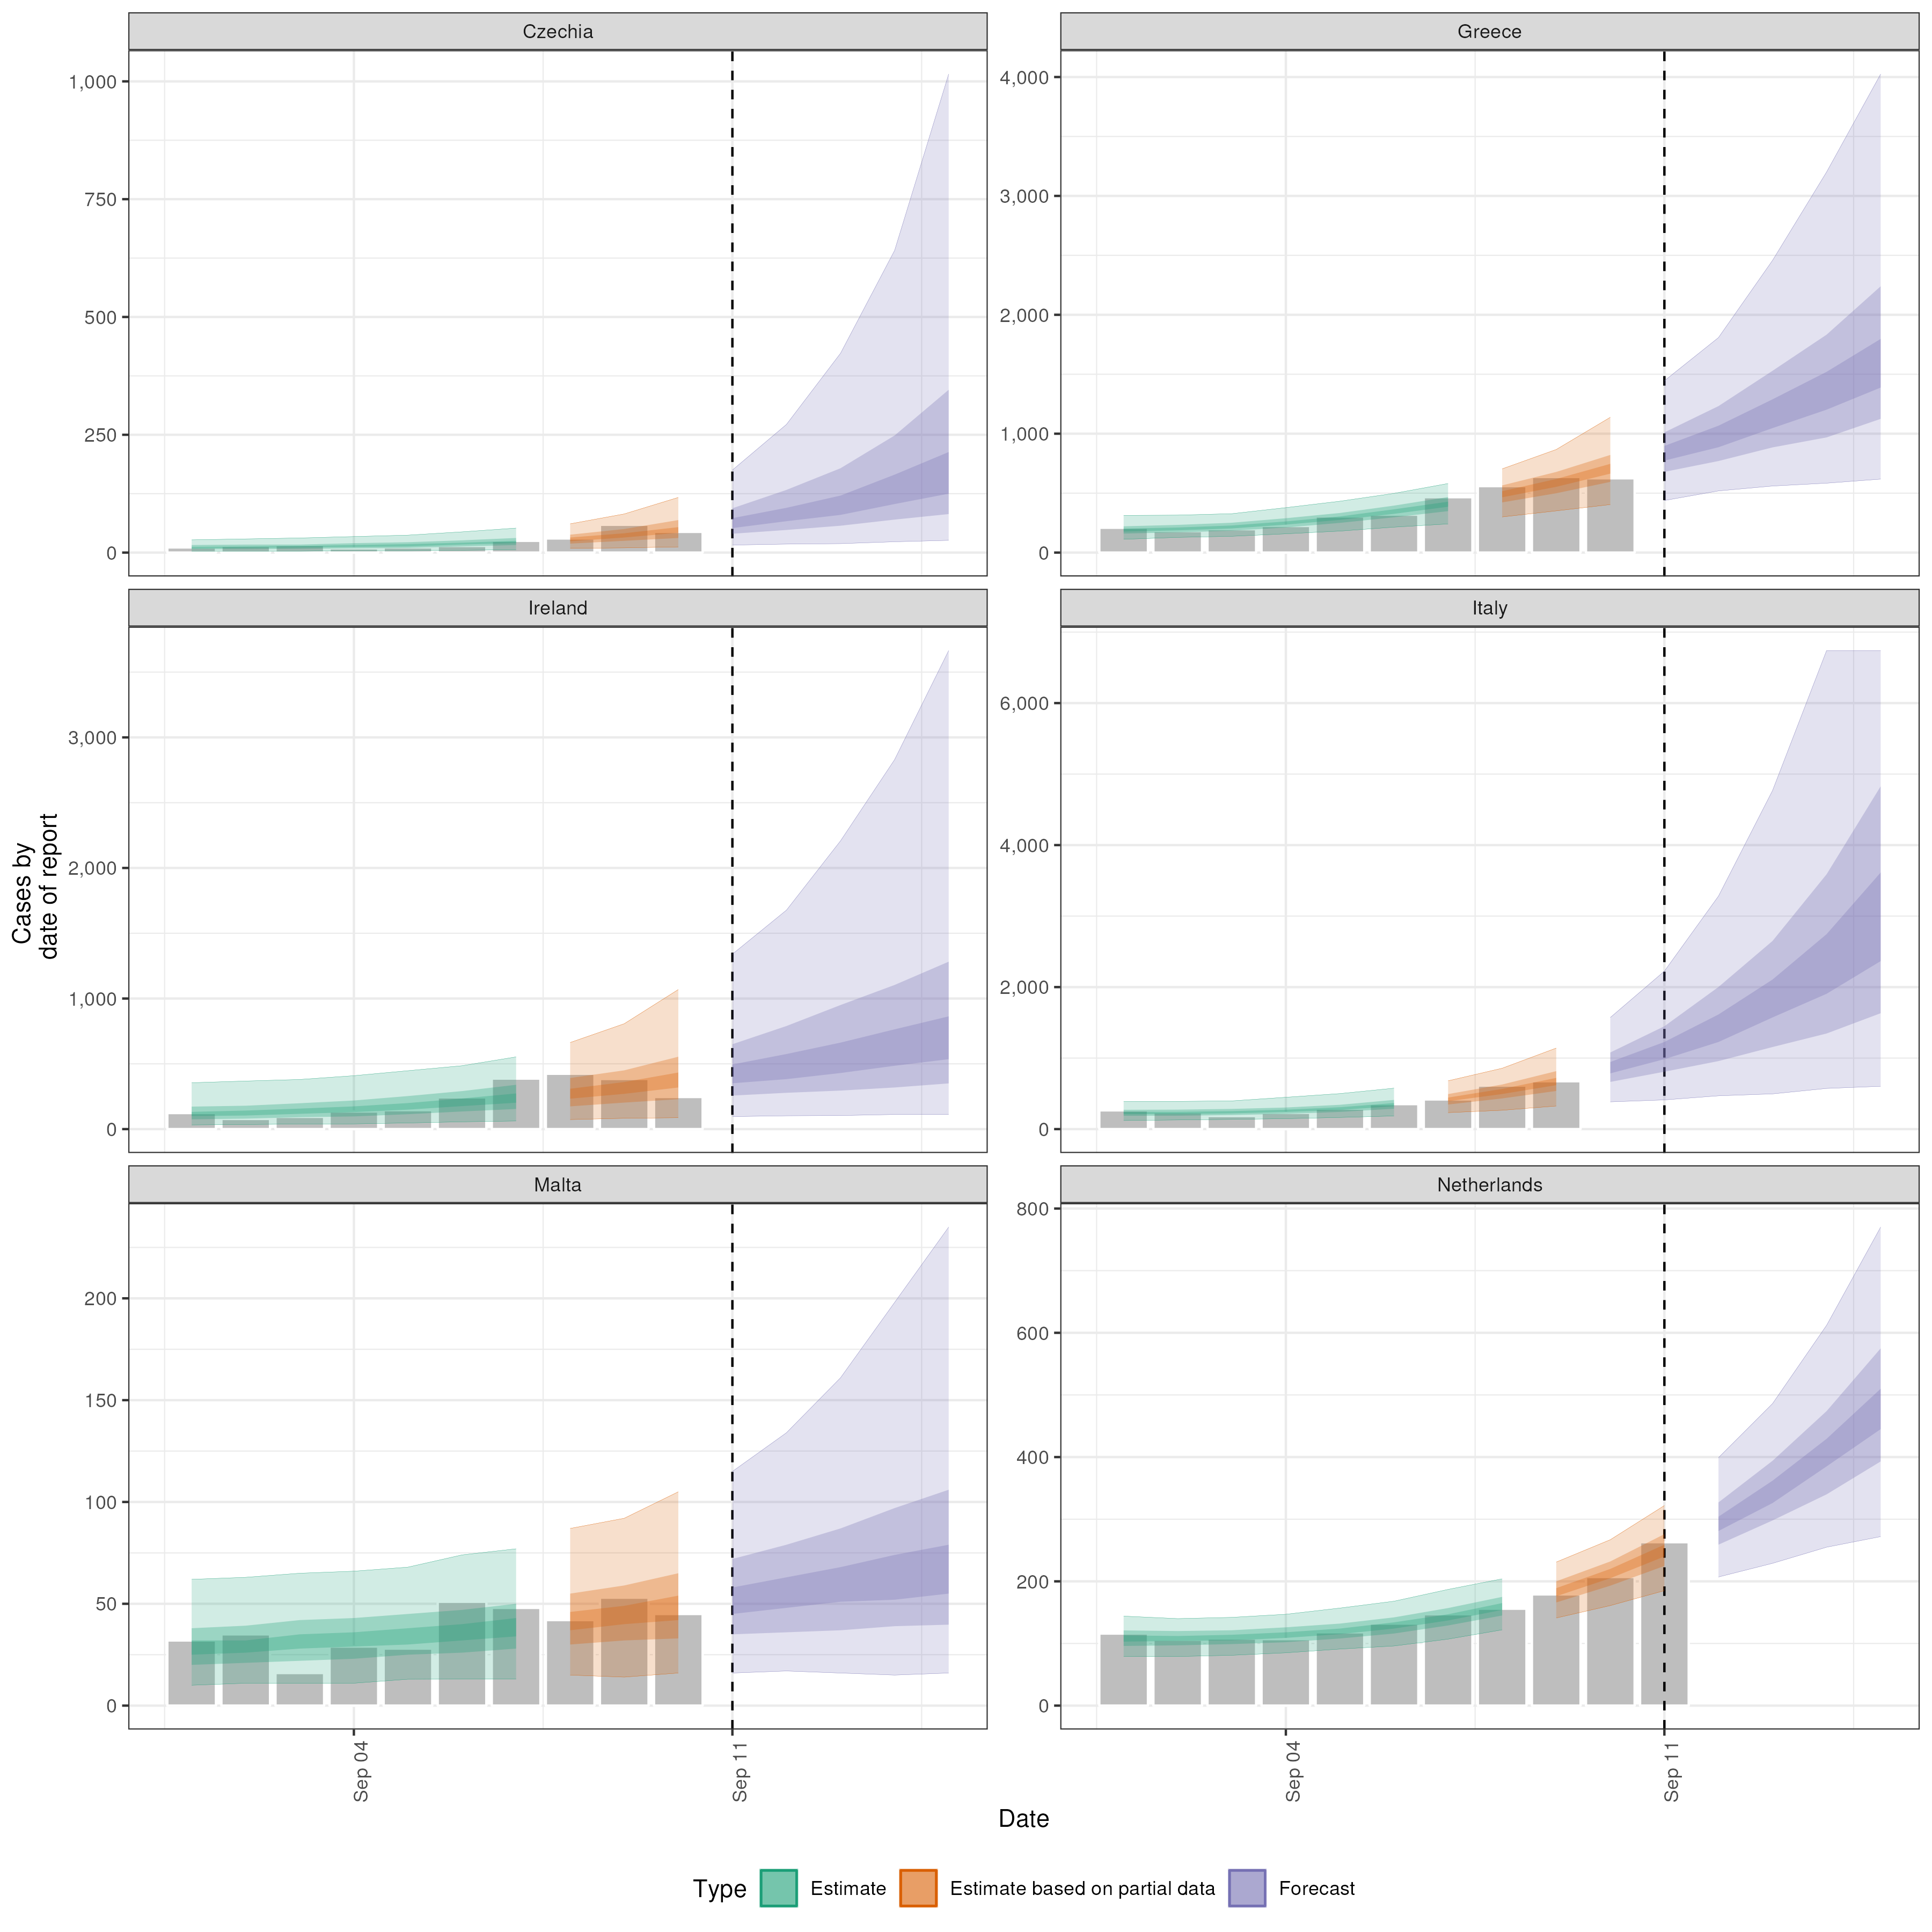 Czechia
Greece
1,000
750
500
250
0
4,000
3,000
2,000
1,000
0
Ireland
Italy
3,000
2,000
1,000
0
6,000
4,000
2,000
0
Malta
Netherlands
200
150
100
50
0
800
600
400
200
0
Cases by
date of report
Sep 04
Sep 11
Sep 04
Sep 11
Date
Type
Estimate
Estimate based on partial data
Forecast